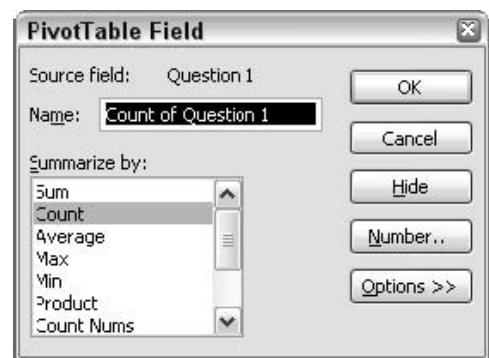 PivotTable Field
Source field: Question 1
Name: Count of Question 1
Summarize by:
Sum
Count
Average
Max
Min
Product
Count Nums
OK
Cancel
Hide
Number..
Options >>